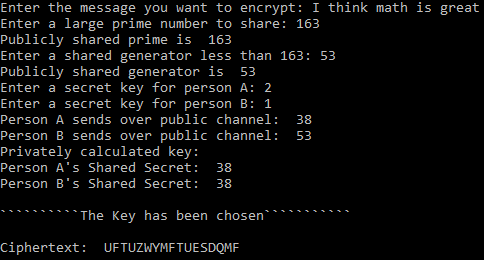 Enter the message you want to encrypt: I think math is great
Enter a large prime number to share: 163
Publicly shared prime is  163
Enter a shared generator less than 163: 53
Publicly shared generator is  53
Enter a secret key for person A: 2
Enter a secret key for person B: 1
Person A sends over public channel:  38
Person B sends over public channel:  53
Privately calculated key:
Person A's Shared Secret:  38
Person B's Shared Secret:  38
``````````The Key has been chosen```````````
Ciphertext:  UFTUZWYMFTUESDQMF